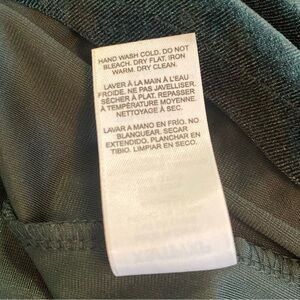 HAND WASH COLD. DO NOT
BLEACH. DRY FLAT. IRON
WARM. DRY CLEAN.
LAVER À LA MAIN À L'EAU
FROIDE. NE PAS JAVELLISER.
SÉCHER À PLAT. REPASSER
À TEMPÉRATURE MOYENNE.
NETTOYAGE À SEC.
LAVAR A MANO EN FRÍO. NO
BLANQUEAR. SECAR
EXTENDIDO. PLANCHAR EN
TIBIO. LIMPIAR EN SECO.